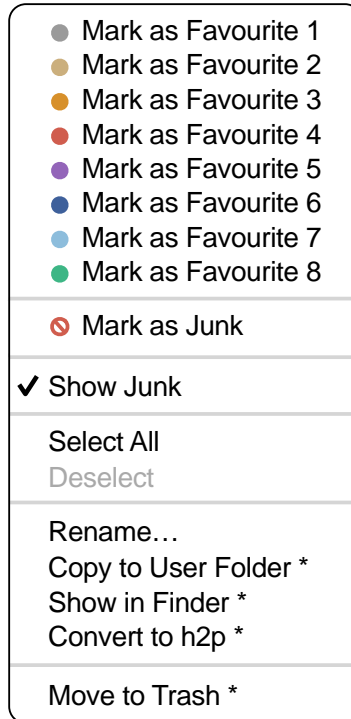 Mark as Favourite 1
Mark as Favourite 2
Mark as Favourite 3
Mark as Favourite 4
Mark as Favourite 5
Mark as Favourite 6
Mark as Favourite 7
Mark as Favourite 8
Mark as Junk
Show Junk
Select All
Deselect
Rename…
Copy to User Folder *
Show in Finder *
Convert to h2p *
Move to Trash *